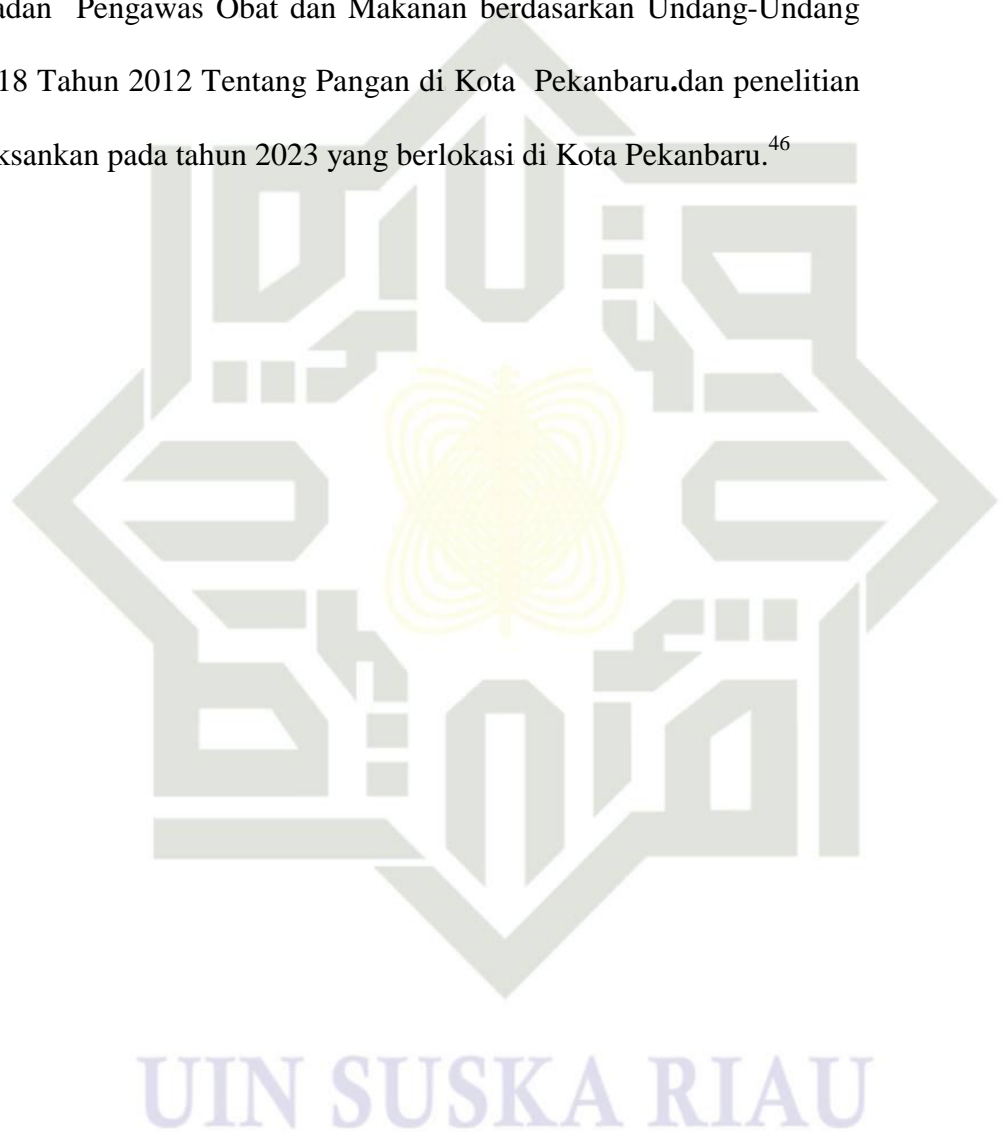 Pengawas Obat dan Makanan berdasarkan Undang-Undang
18 Tahun 2012 Tentang Pangan di Kota Pekanbaru.dan penelitian
ksankan pada tahun 2023 yang berlokasi di Kota Pekanbaru.46
UIN SUSKA RIAU